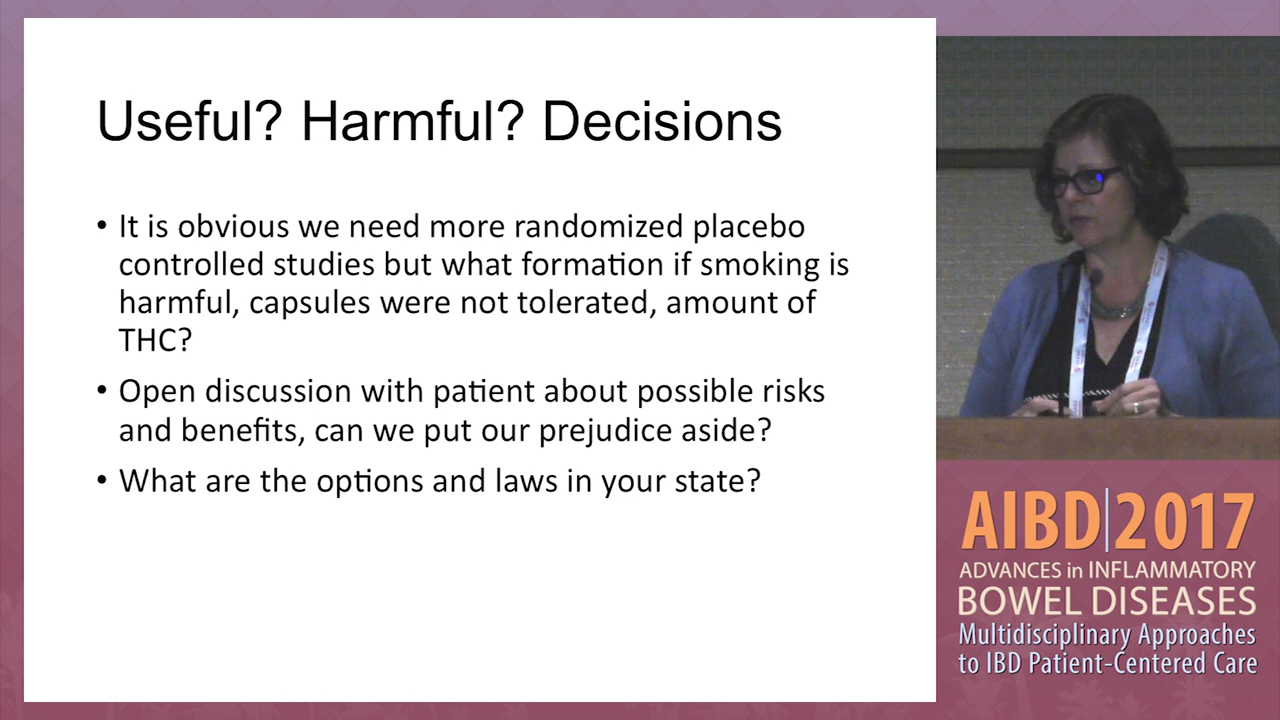 Useful? Harmful? Decisions
• It is obvious we need more randomized placebo
controlled studies but what formation if smoking is
harmful, capsules were not tolerated, amount of
THC?
• Open discussion with patient about possible risks
and benefits, can we put our prejudice aside?
• What are the options and laws in your state?
AIBD|2017
ADVANCES in INFLAMMATORY
BOWEL DISEASES
Multidisciplinary Approaches
to IBD Patient-Centered Care